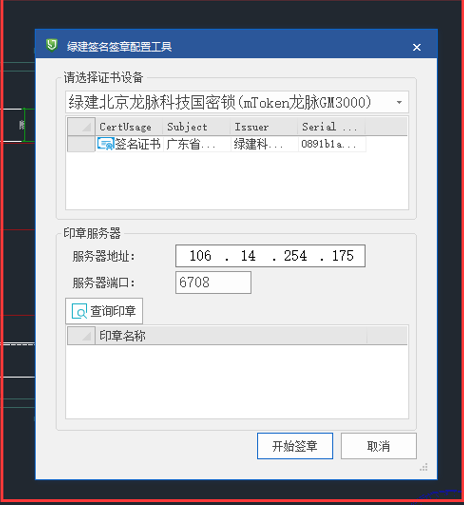 绿建签名签章配置工具
请选择证书设备
绿建北京龙脉科技国密锁(mToken龙脉GM3000)
CertUsage Subject Issuer Serial ...
签名证书 广东省... 绿建科... 0891b1a...
印章服务器
服务器地址: 106 . 14 . 254 . 175
服务器端口: 6708
查询印章
印章名称
开始签章 取消